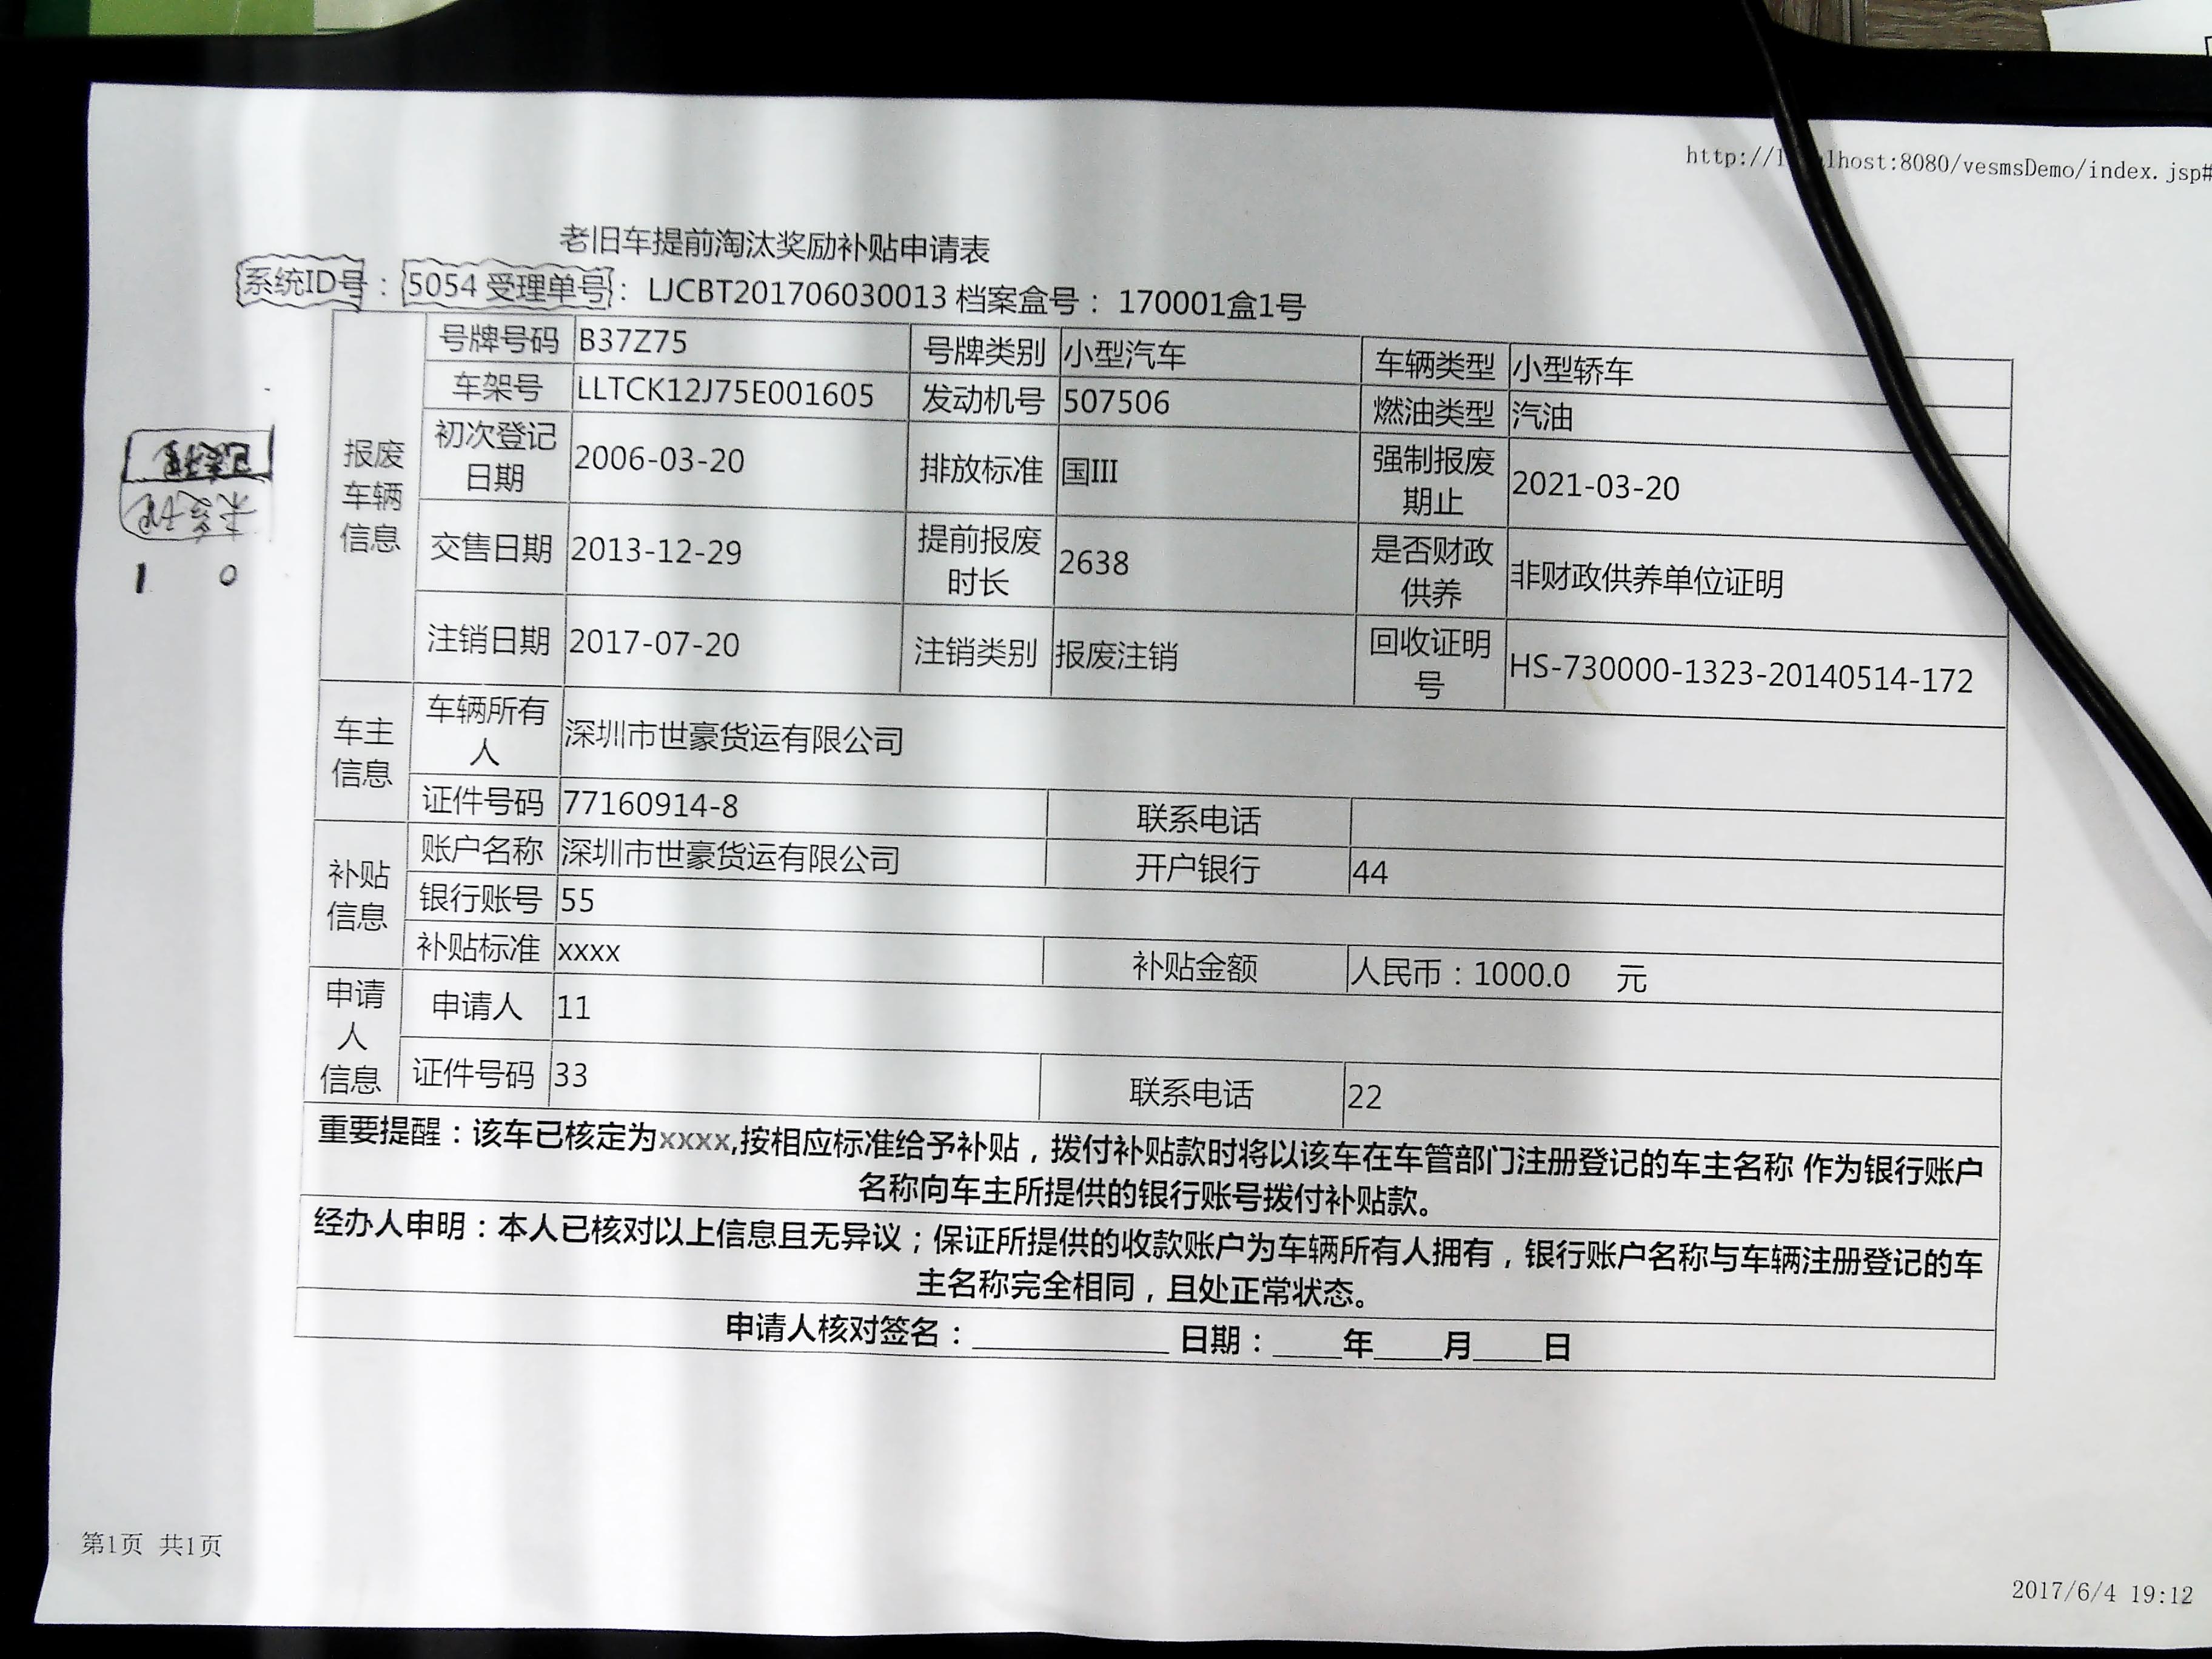 http://l lhost:8080/vesmsDemo/index.jsp#
老旧车提前淘汰奖励补贴申请表
系统ID号：5054 受理单号：LJCBT201706030013 档案盒号：170001盒1号
报废车辆信息
号牌号码 B37Z75 号牌类别 小型汽车 车辆类型 小型轿车
车架号 LLTCK12J75E001605 发动机号 507506 燃油类型 汽油
初次登记日期 2006-03-20 排放标准 国III 强制报废期止 2021-03-20
交售日期 2013-12-29 提前报废时长 2638 是否财政供养 非财政供养单位证明
注销日期 2017-07-20 注销类别 报废注销 回收证明号 HS-730000-1323-20140514-172
车主信息
车辆所有人 深圳市世豪货运有限公司
证件号码 77160914-8 联系电话
补贴信息
账户名称 深圳市世豪货运有限公司 开户银行 44
银行账号 55
补贴标准 xxxx 补贴金额 人民币：1000.0 元
申请人信息
申请人 11
证件号码 33 联系电话 22
重要提醒：该车已核定为xxxx,按相应标准给予补贴，拨付补贴款时将以该车在车管部门注册登记的车主名称 作为银行账户
名称向车主所提供的银行账号拨付补贴款。
经办人申明：本人已核对以上信息且无异议；保证所提供的收款账户为车辆所有人拥有，银行账户名称与车辆注册登记的车
主名称完全相同，且处正常状态。
申请人核对签名：__________ 日期：____年____月____日
1 0
第1页 共1页
2017/6/4 19:12